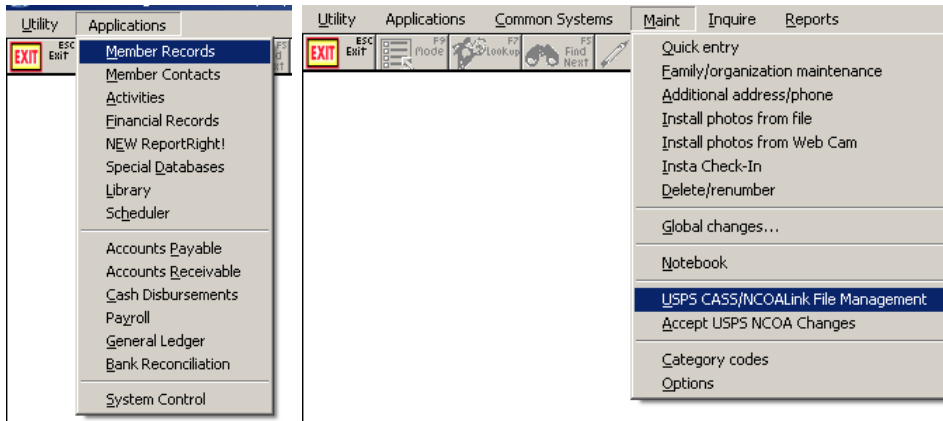 Utility Applications
EXIT ESC Exit
Member Records
Member Contacts
Activities
Financial Records
NEW ReportRight!
Special Databases
Library
Scheduler
Accounts Payable
Accounts Receivable
Cash Disbursements
Payroll
General Ledger
Bank Reconciliation
System Control
Utility Applications Common Systems Maint Inquire Reports
EXIT ESC Exit F9 Mode F7 Lookup F5 Find Next
Quick entry
Family/organization maintenance
Additional address/phone
Install photos from file
Install photos from Web Cam
Insta Check-In
Delete/renumber
Global changes...
Notebook
USPS CASS/NCOALink File Management
Accept USPS NCOA Changes
Category codes
Options